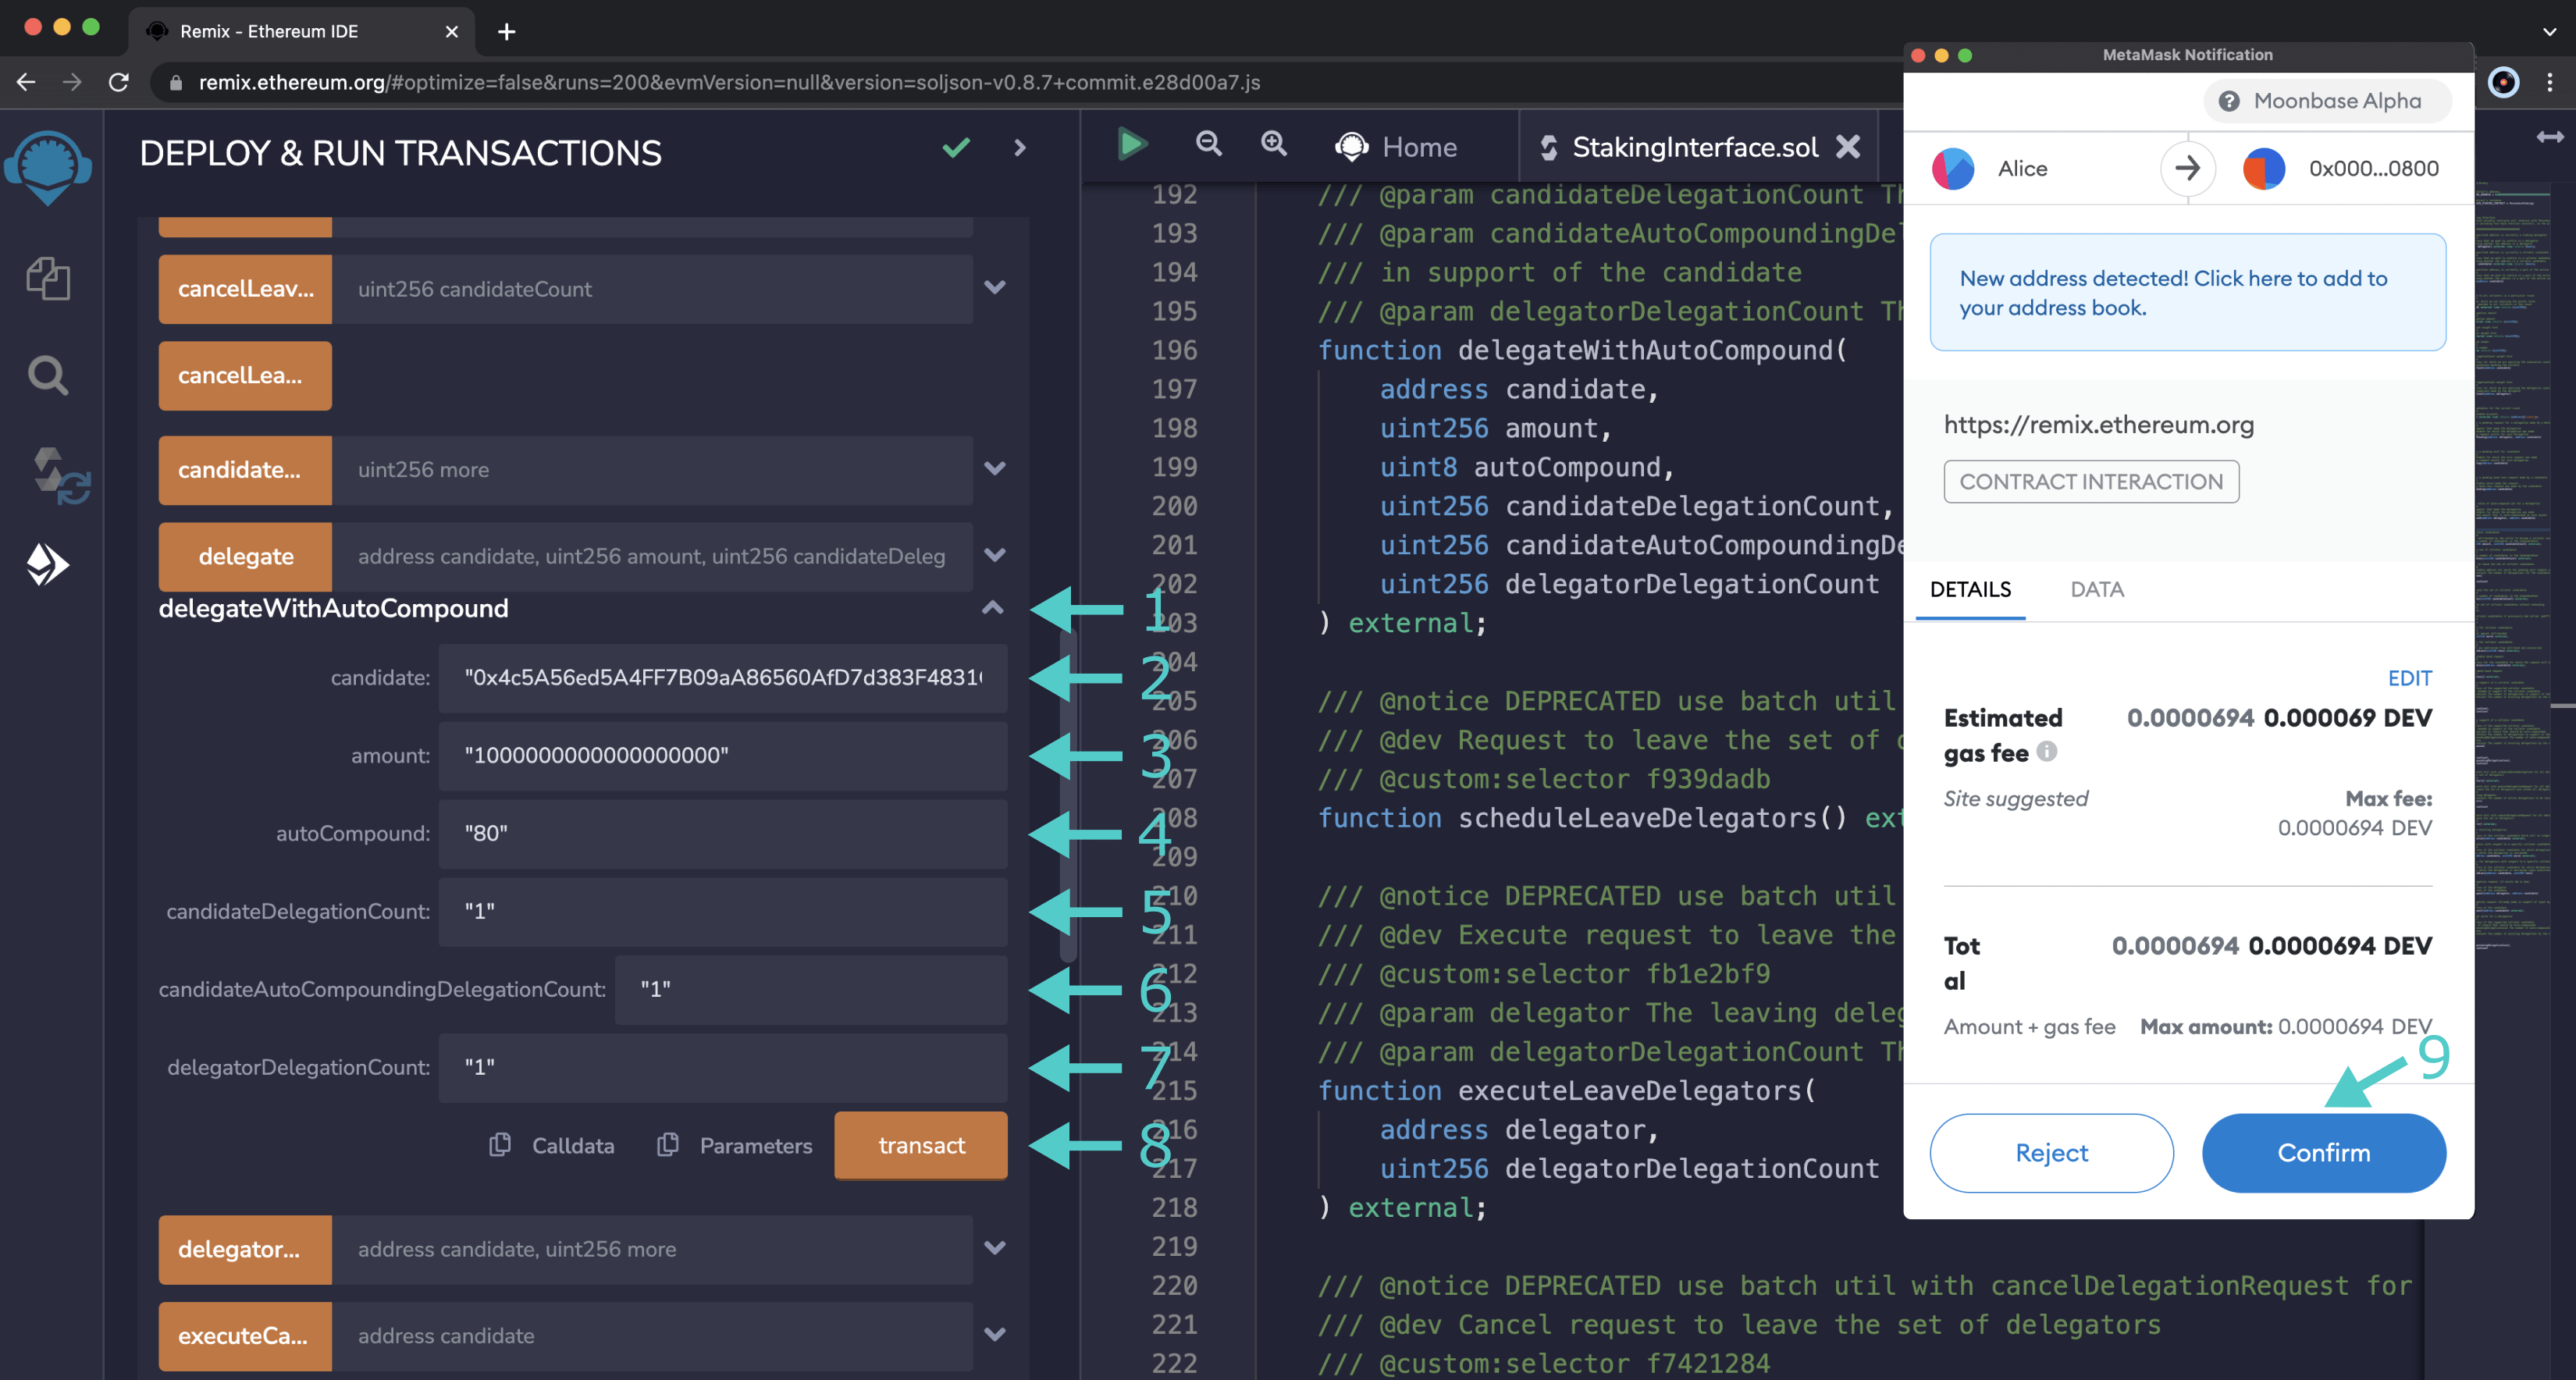 Remix - Ethereum IDE
remix.ethereum.org/#optimize=false&runs=200&evmVersion=null&version=soljson-v0.8.7+commit.e28d00a7.js
DEPLOY & RUN TRANSACTIONS
cancelLeav...
uint256 candidateCount
cancelLea...
candidate...
uint256 more
delegate
address candidate, uint256 amount, uint256 candidateDeleg
delegateWithAutoCompound
1
candidate:
"0x4c5A56ed5A4FF7B09aA86560AfD7d383F4831
2
amount:
"1000000000000000000"
3
autoCompound:
"80"
4
candidateDelegationCount:
"1"
5
candidateAutoCompoundingDelegationCount:
"1"
6
delegatorDelegationCount:
"1"
7
Calldata
Parameters
transact
8
delegator...
address candidate, uint256 more
executeCa...
address candidate
Home
StakingInterface.sol
192 /// @param candidateDelegationCount Th
193 /// @param candidateAutoCompoundingDel
194 /// in support of the candidate
195 /// @param delegatorDelegationCount Th
196 function delegateWithAutoCompound(
197 address candidate,
198 uint256 amount,
199 uint8 autoCompound,
200 uint256 candidateDelegationCount,
201 uint256 candidateAutoCompoundingDe
202 uint256 delegatorDelegationCount
203 ) external;
204
205 /// @notice DEPRECATED use batch util
206 /// @dev Request to leave the set of
207 /// @custom:selector f939dadb
208 function scheduleLeaveDelegators() ext
209
210 /// @notice DEPRECATED use batch util
211 /// @dev Execute request to leave the
212 /// @custom:selector fb1e2bf9
213 /// @param delegator The leaving deleg
214 /// @param delegatorDelegationCount Th
215 function executeLeaveDelegators(
216 address delegator,
217 uint256 delegatorDelegationCount
218 ) external;
219
220 /// @notice DEPRECATED use batch util with cancelDelegationRequest for
221 /// @dev Cancel request to leave the set of delegators
222 /// @custom:selector f7421284
MetaMask Notification
Moonbase Alpha
Alice
0x000...0800
New address detected! Click here to add to
your address book.
https://remix.ethereum.org
CONTRACT INTERACTION
DETAILS
DATA
EDIT
Estimated
gas fee
0.0000694 0.000069 DEV
Site suggested
Max fee:
0.0000694 DEV
Tot
al
0.0000694 0.0000694 DEV
Amount + gas fee
Max amount: 0.0000694 DEV
9
Reject
Confirm